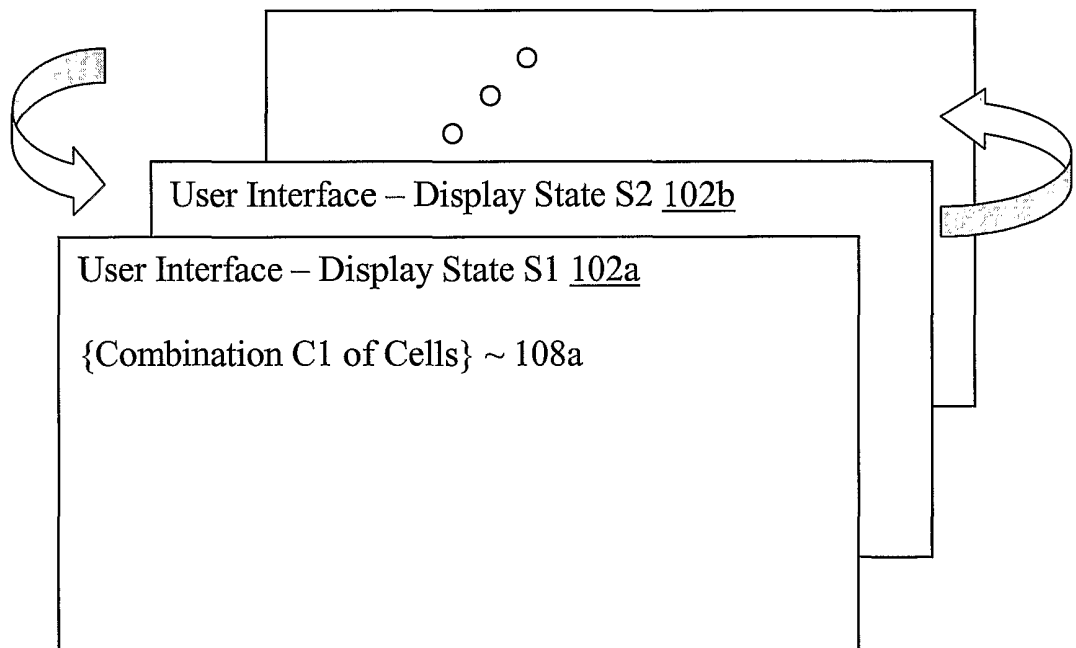 User Interface – Display State S2 102b
User Interface – Display State S1 102a
{Combination C1 of Cells} ~ 108a